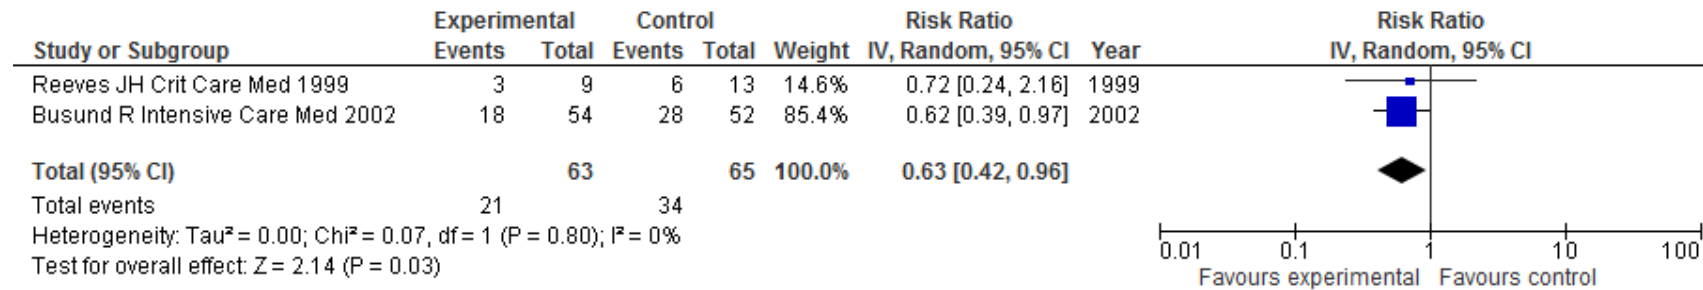 Experimental Control Risk Ratio Risk Ratio
Study or Subgroup Events Total Events Total Weight IV, Random, 95% CI Year IV, Random, 95% CI
Reeves JH Crit Care Med 1999 3 9 6 13 14.6% 0.72 [0.24, 2.16] 1999
Busund R Intensive Care Med 2002 18 54 28 52 85.4% 0.62 [0.39, 0.97] 2002
Total (95% CI) 63 65 100.0% 0.63 [0.42, 0.96]
Total events 21 34
Heterogeneity: Tau² = 0.00; Chi² = 0.07, df = 1 (P = 0.80); I² = 0%
Test for overall effect: Z = 2.14 (P = 0.03)
0.01 0.1 1 10 100
Favours experimental Favours control